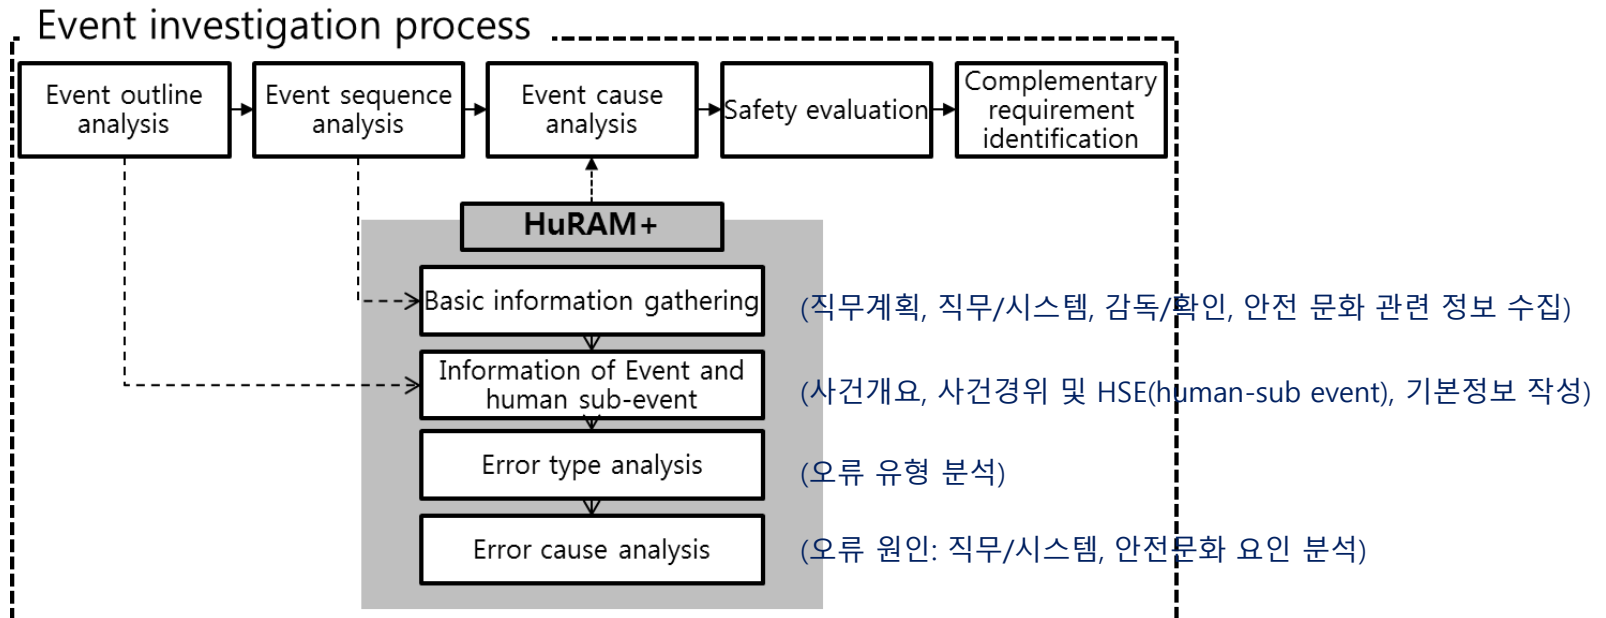 Event investigation process
Event outline
analysis
Event sequence
analysis
Event cause
analysis
Safety evaluation
Complementary
requirement
identification
HuRAM+
Basic information gathering
(직무계획, 직무/시스템, 감독/확인, 안전 문화 관련 정보 수집)
Information of Event and
human sub-event
(사건개요, 사건경위 및 HSE(human-sub event), 기본정보 작성)
Error type analysis
(오류 유형 분석)
Error cause analysis
(오류 원인: 직무/시스템, 안전문화 요인 분석)